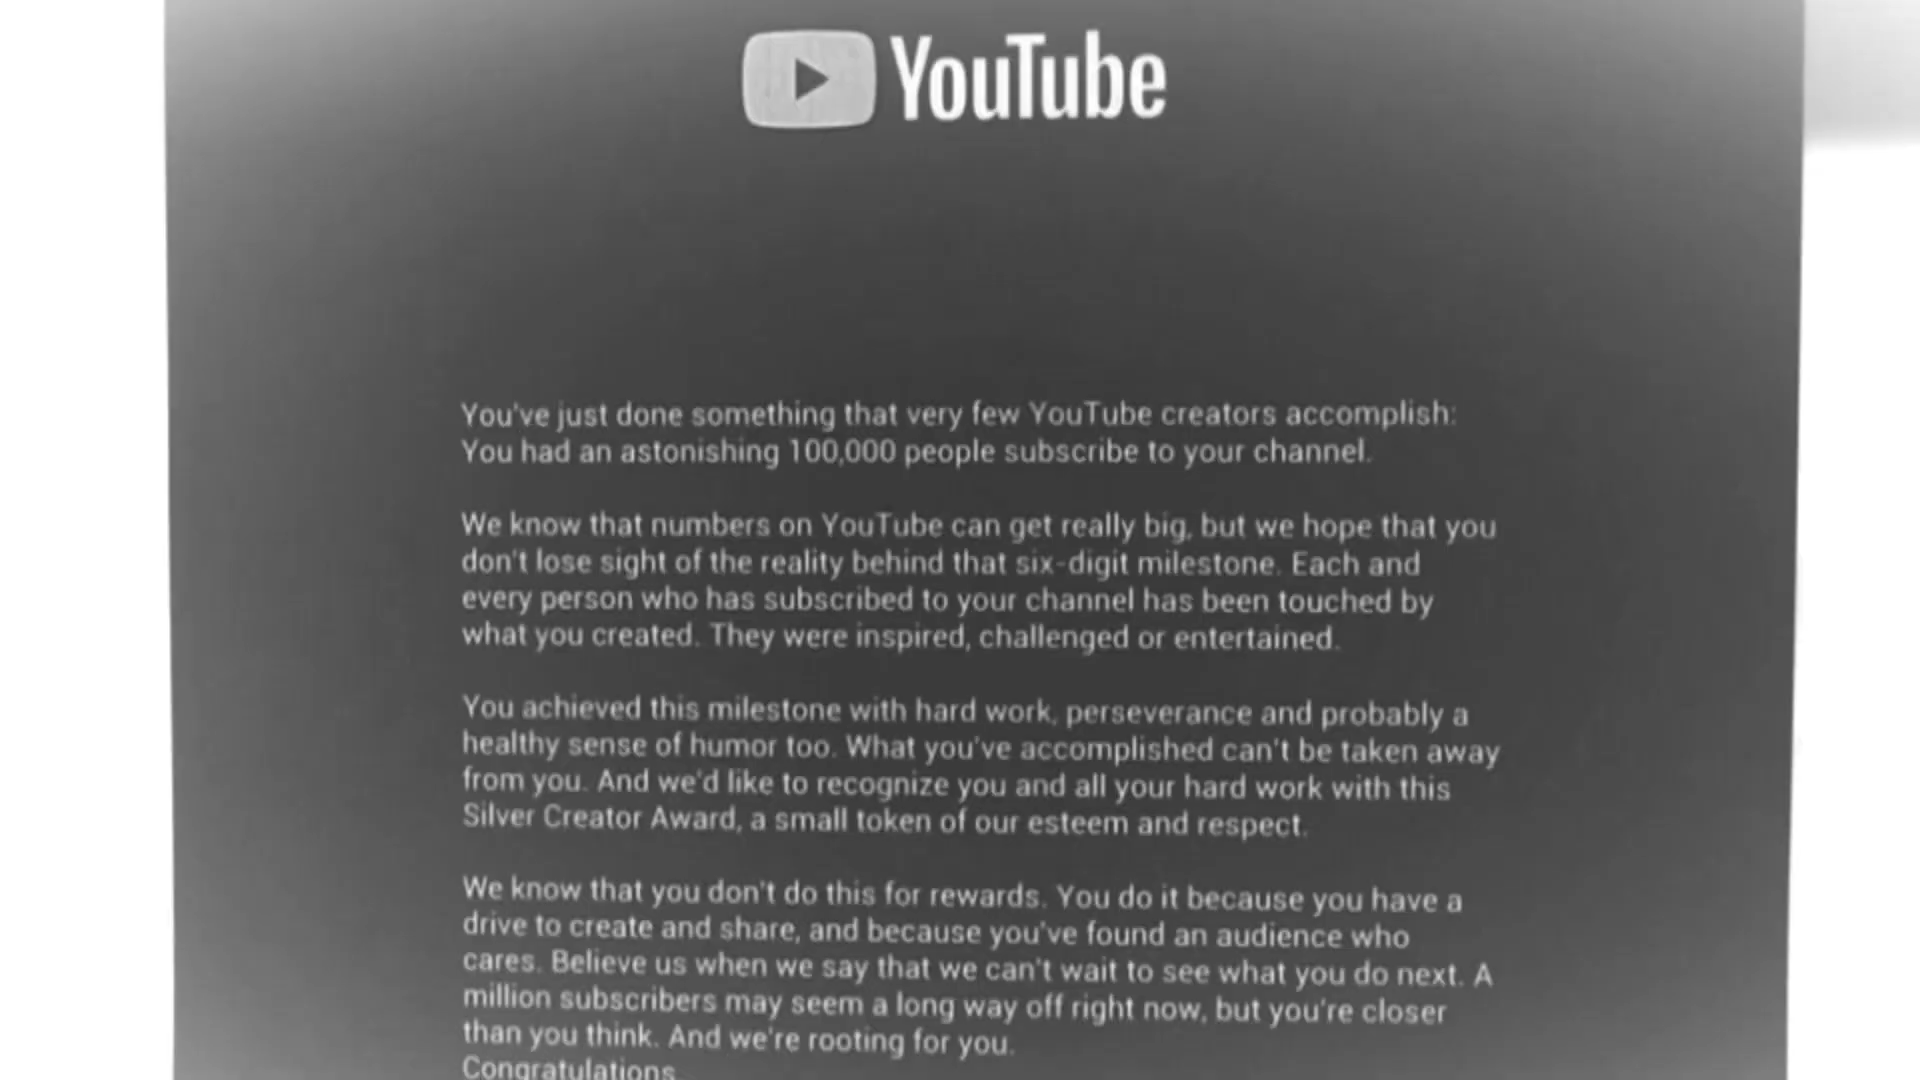 YouTube
You've just done something that very few YouTube creators accomplish:
You had an astonishing 100,000 people subscribe to your channel.
We know that numbers on YouTube can get really big, but we hope that you
don't lose sight of the reality behind that six-digit milestone. Each and
every person who has subscribed to your channel has been touched by
what you created. They were inspired, challenged or entertained.
You achieved this milestone with hard work, perseverance and probably a
healthy sense of humor too. What you've accomplished can't be taken away
from you. And we'd like to recognize you and all your hard work with this
Silver Creator Award, a small token of our esteem and respect.
We know that you don't do this for rewards. You do it because you have a
drive to create and share, and because you've found an audience who
cares. Believe us when we say that we can't wait to see what you do next. A
million subscribers may seem a long way off right now, but you're closer
than you think. And we're rooting for you.
Congratulations